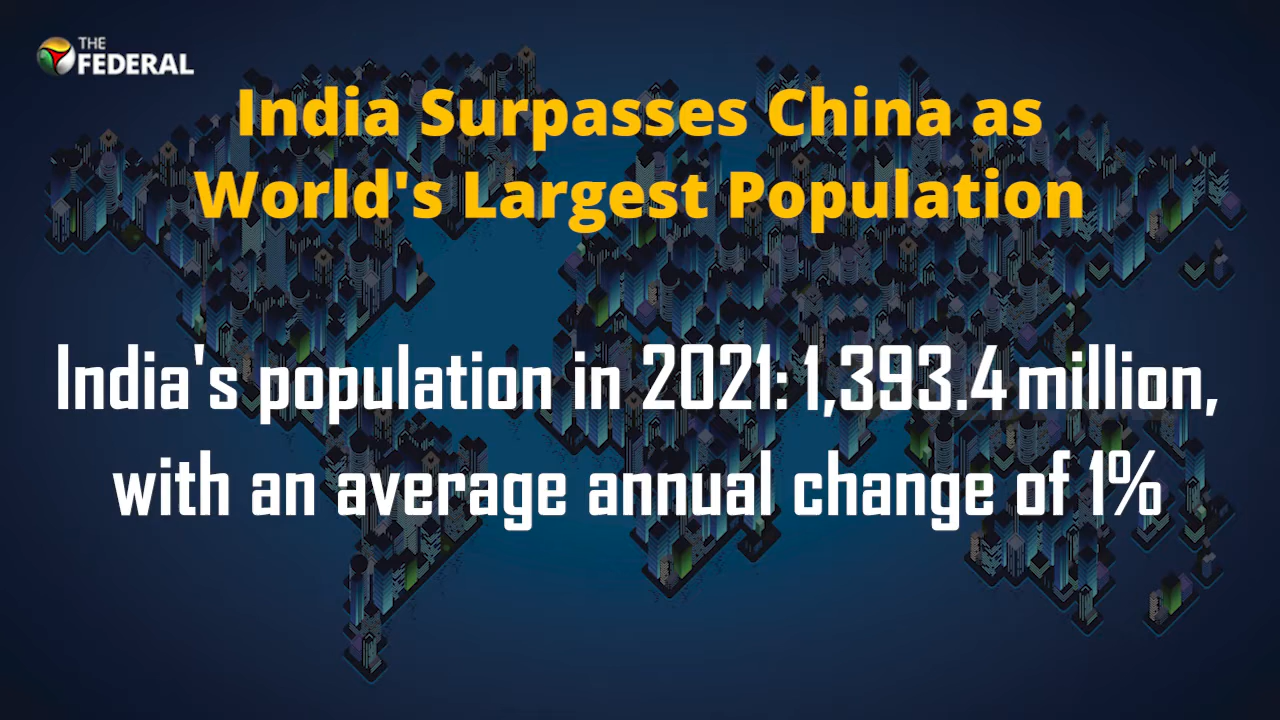 THE
FEDERAL
India Surpasses China as
World's Largest Population
India's population in 2021: 1,393.4 million,
with an average annual change of 1%